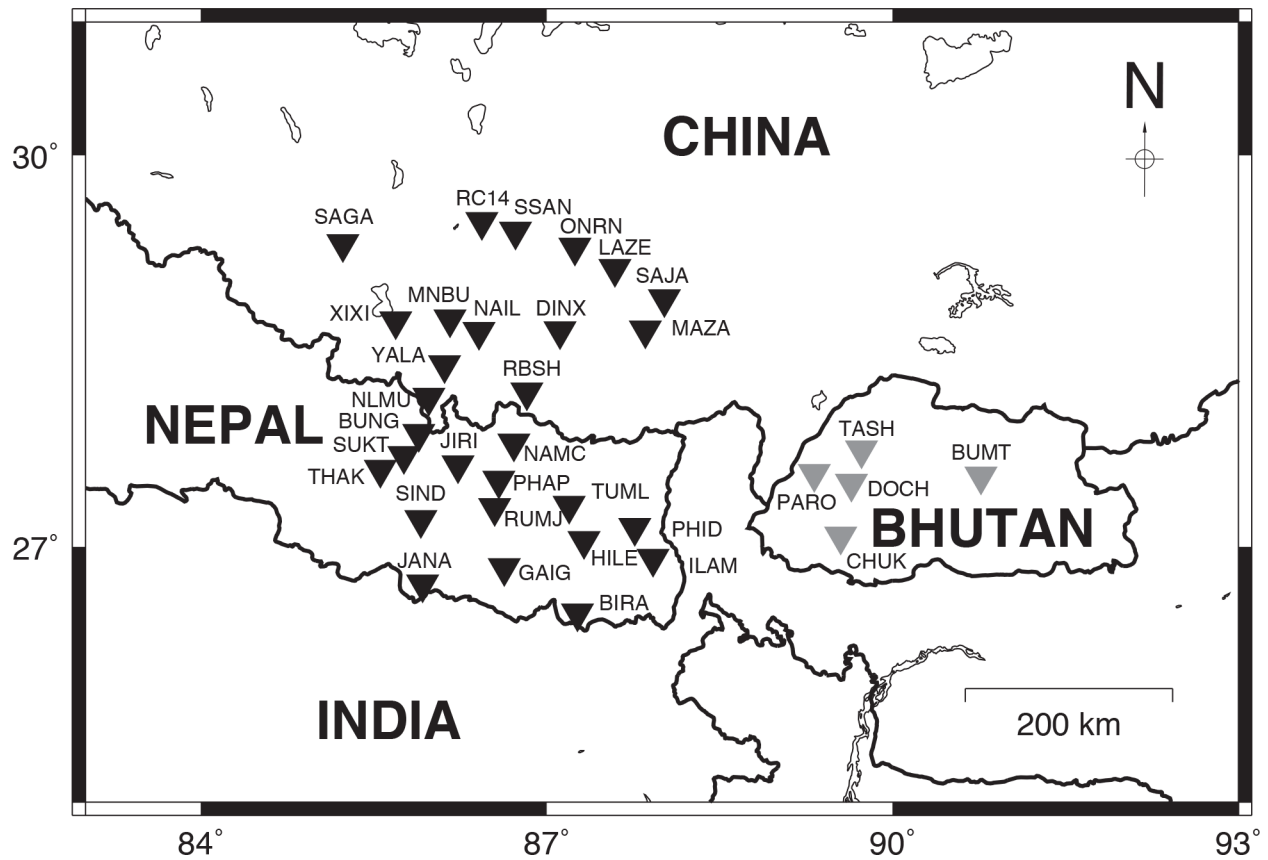 N
CHINA
30°
RC14
SSAN
SAGA
ONRN
LAZE
SAJA
MNBU
XIXI
NAIL
DINX
MAZA
YALA
RBSH
NLMU
NEPAL
BUNG
SUKT
JIRI
NAMC
TASH
BUMT
THAK
SIND
PHAP
TUML
PARO
DOCH
RUMJ
PHID
BHUTAN
27°
JANA
GAIG
HILE
ILAM
CHUK
BIRA
INDIA
200 km
84°
87°
90°
93°